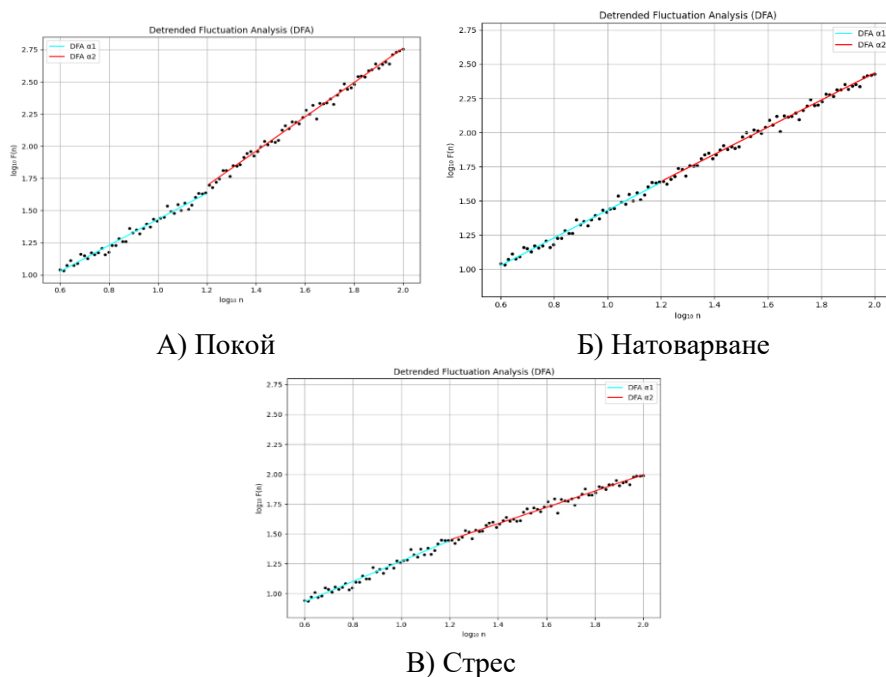 Detrended Fluctuation Analysis (DFA)
DFA α1
DFA α2
log₁₀ F(n)
2.75
2.50
2.25
2.00
1.75
1.50
1.25
1.00
0.6 0.8 1.0 1.2 1.4 1.6 1.8 2.0
log₁₀ n
А) Покой
Detrended Fluctuation Analysis (DFA)
DFA α1
DFA α2
log₁₀ F(n)
2.75
2.50
2.25
2.00
1.75
1.50
1.25
1.00
0.6 0.8 1.0 1.2 1.4 1.6 1.8 2.0
log₁₀ n
Б) Натоварване
Detrended Fluctuation Analysis (DFA)
DFA α1
DFA α2
log₁₀ F(n)
2.75
2.50
2.25
2.00
1.75
1.50
1.25
1.00
0.6 0.8 1.0 1.2 1.4 1.6 1.8 2.0
log₁₀ n
В) Стрес